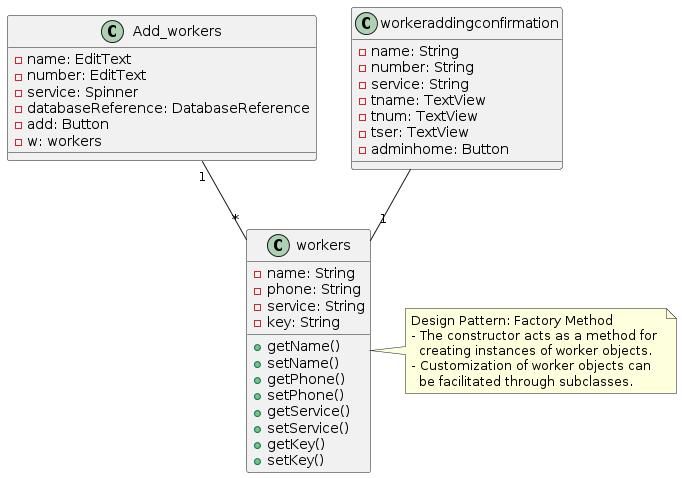 C Add_workers
name: EditText
number: EditText
service: Spinner
databaseReference: DatabaseReference
add: Button
w: workers
C workeraddingconfirmation
name: String
number: String
service: String
tname: TextView
tnum: TextView
tser: TextView
adminhome: Button
1
*
1
C workers
name: String
phone: String
service: String
key: String
getName()
setName()
getPhone()
setPhone()
getService()
setService()
getKey()
setKey()
Design Pattern: Factory Method
- The constructor acts as a method for
creating instances of worker objects.
- Customization of worker objects can
be facilitated through subclasses.